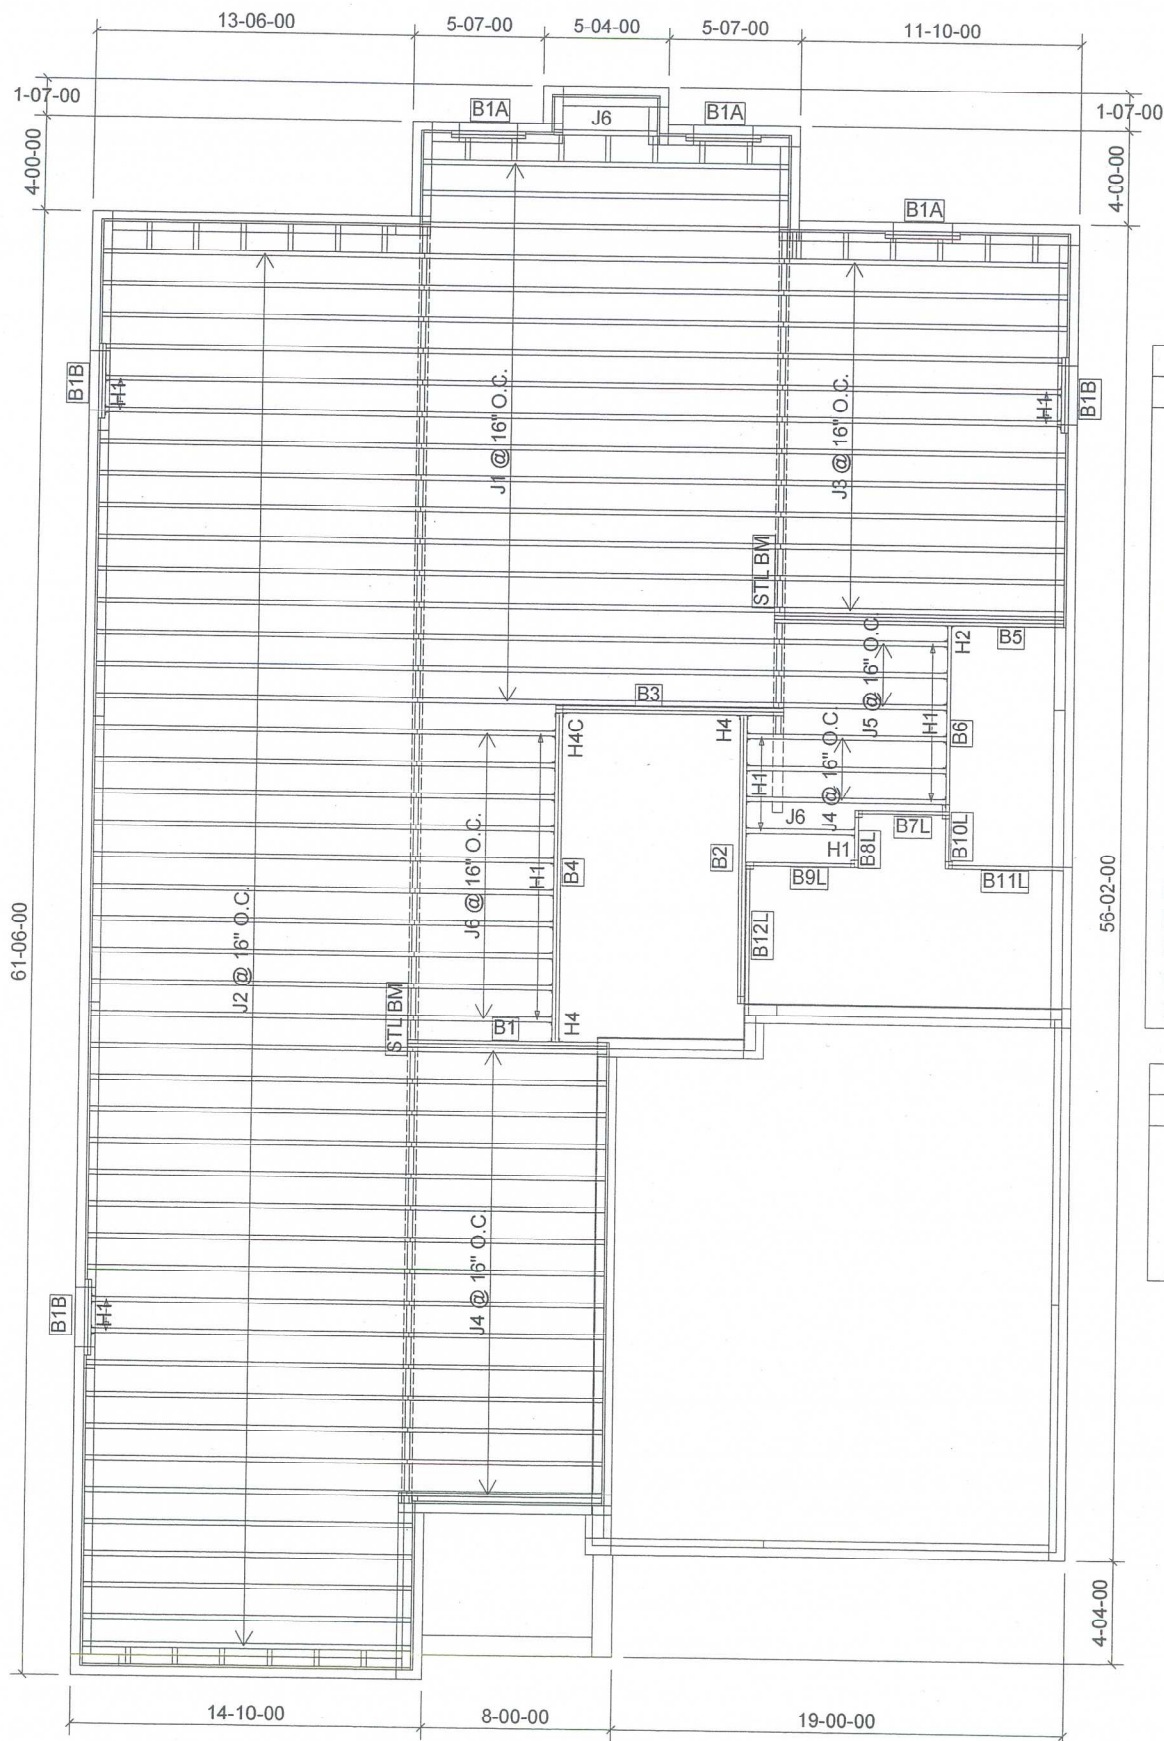 13-06-00
5-07-00
5-04-00
5-07-00
11-10-00
1-07-00
1-07-00
4-00-00
4-00-00
B1A
J6
B1A
B1A
B1B
H1
J1 @ 16" O.C.
J3 @ 16" O.C.
H1
B1B
STL BM
J5 @ 16" O.C.
H2
B5
B3
H4C
H4
H1
J4 @ 16" O.C.
H1
B6
J6
B7L
B10L
H1
B8L
B9L
B11L
J6 @ 16" O.C.
H1
B4
B2
B12L
J2 @ 16" O.C.
61-06-00
56-02-00
STL BM
B1
H4
J4 @ 16" O.C.
B1B
H1
4-04-00
14-10-00
8-00-00
19-00-00